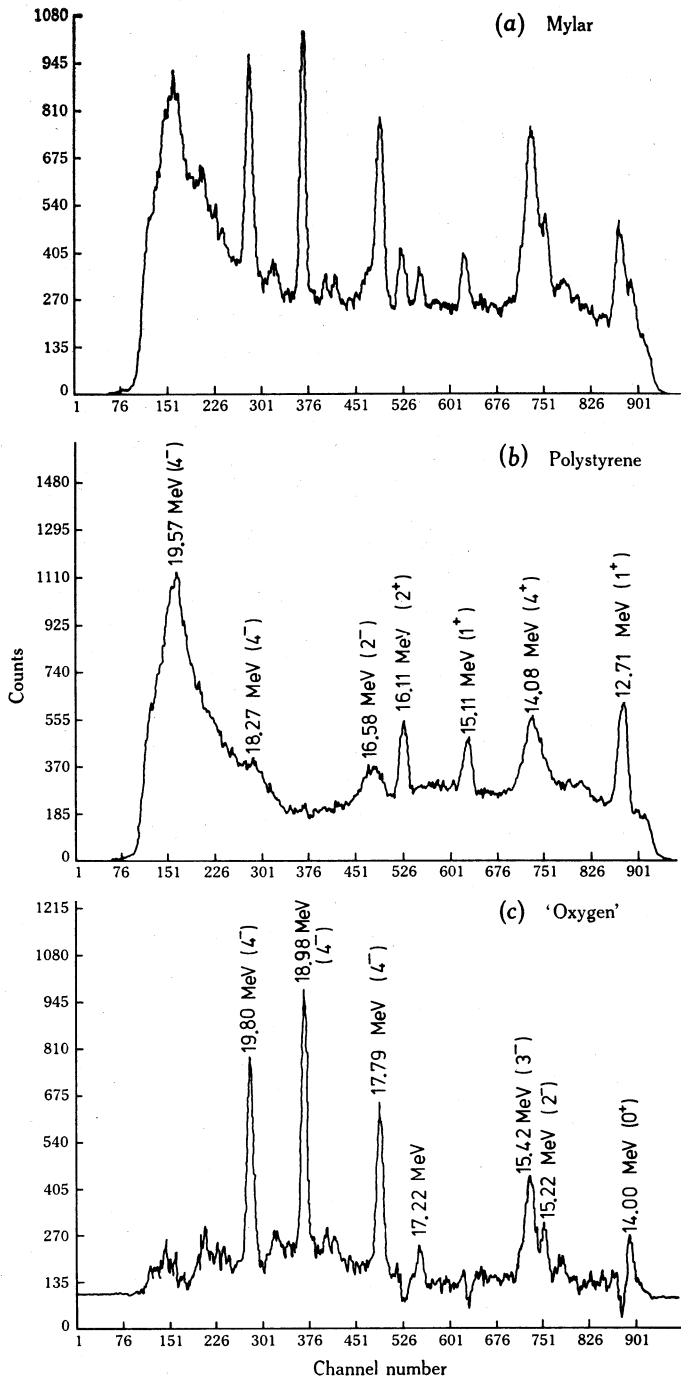 (a) Mylar
1080
945
810
675
540
405
270
135
0
1 76 151 226 301 376 451 526 601 676 751 826 901
(b) Polystyrene
1480
1295
1110
925
740
555
370
185
0
Counts
19.57 MeV (4⁻)
18.27 MeV (4⁻)
16.58 MeV (2⁻)
16.11 MeV (2⁺)
15.11 MeV (1⁺)
14.08 MeV (4⁺)
12.71 MeV (1⁺)
1 76 151 226 301 376 451 526 601 676 751 826 901
(c) 'Oxygen'
1215
1080
945
810
675
540
405
270
135
0
19.80 MeV (4⁻)
18.98 MeV
(4⁻)
17.79 MeV (4⁻)
17.22 MeV
15.42 MeV (3⁻)
15.22 MeV (2⁻)
14.00 MeV (0⁺)
1 76 151 226 301 376 451 526 601 676 751 826 901
Channel number